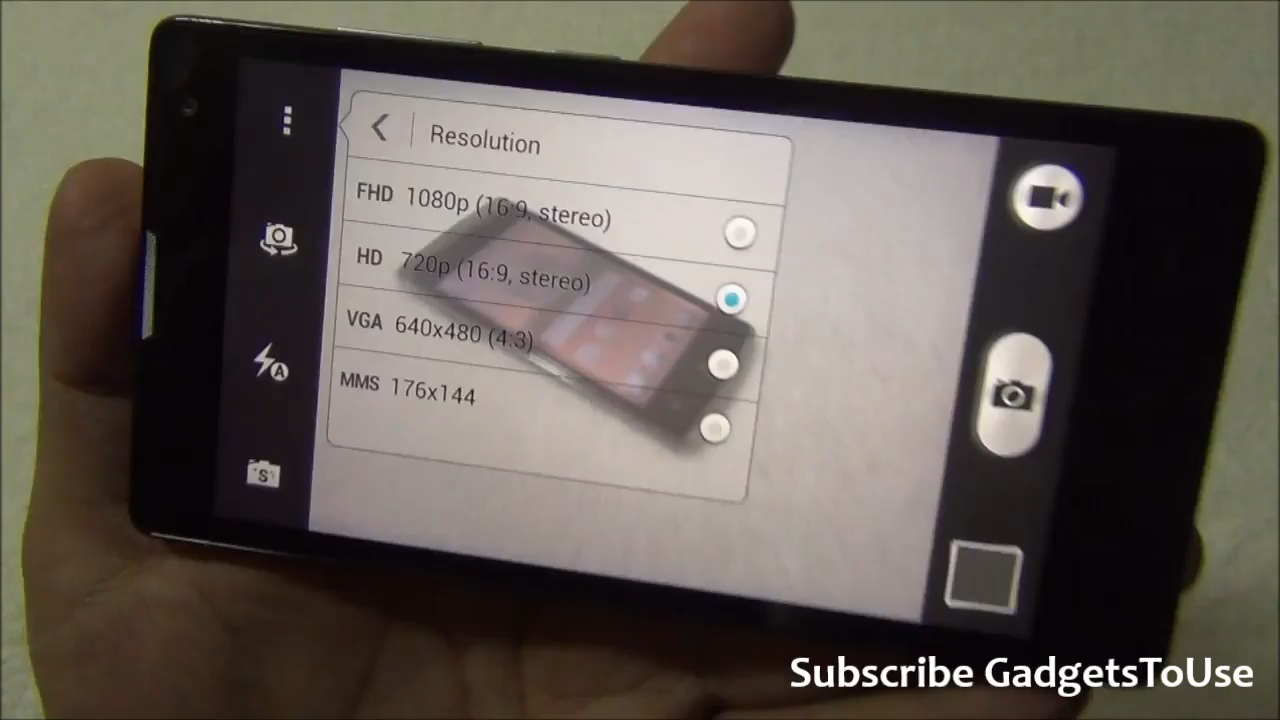 Resolution
FHD 1080p (16:9, stereo)
HD 720p (16:9, stereo)
VGA 640x480 (4:3)
MMS 176x144
A
S
Subscribe GadgetsToUse